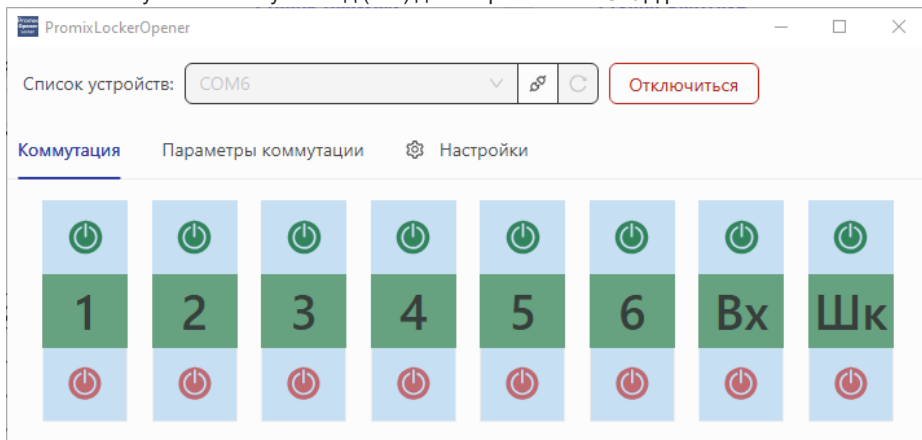 PromixLockerOpener
Список устройств: COM6 Отключиться
Коммутация Параметры коммутации Настройки
1 2 3 4 5 6 Вх Шк